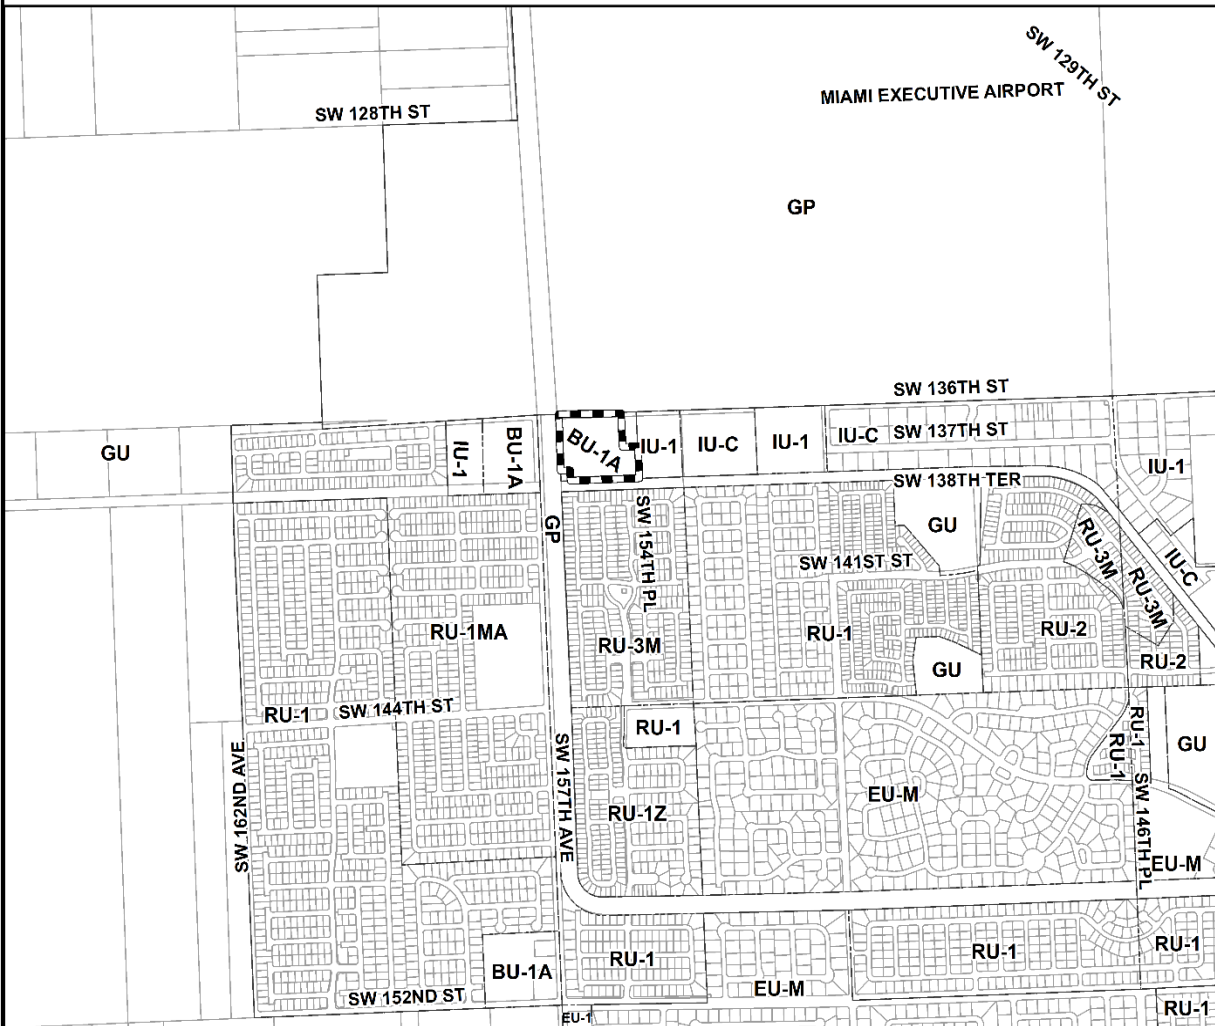 SW 129TH ST
MIAMI EXECUTIVE AIRPORT
SW 128TH ST
GP
SW 136TH ST
GU
IU-1
BU-1A
BU-1A
IU-1
IU-C
IU-1
IU-C
SW 137TH ST
IU-1
SW 138TH TER
GP
SW 154TH PL
GU
RU-3M
IU-C
SW 141ST ST
RU-3M
RU-1MA
RU-3M
RU-1
RU-2
GU
RU-2
RU-1
SW 144TH ST
RU-1
RU-1
RU-1
GU
SW 162ND AVE
SW 157TH AVE
RU-1Z
EU-M
SW 146TH PL
EU-M
BU-1A
RU-1
RU-1
RU-1
SW 152ND ST
EU-M
EU-1
RU-1